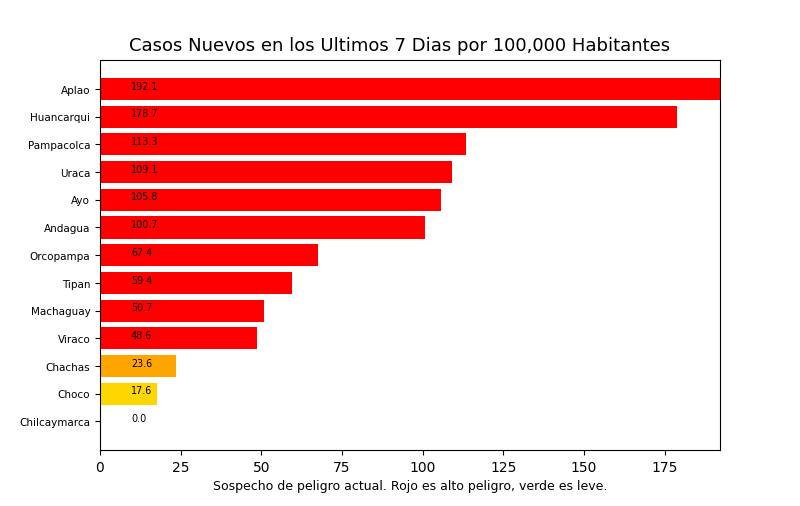 Casos Nuevos en los Ultimos 7 Dias por 100,000 Habitantes
Aplao 192.1
Huancarqui 178.7
Pampacolca 113.3
Uraca 109.1
Ayo 105.8
Andagua 100.7
Orcopampa 67.4
Tipan 59.4
Machaguay 50.7
Viraco 48.6
Chachas 23.6
Choco 17.6
Chilcaymarca 0.0
0 25 50 75 100 125 150 175
Sospecho de peligro actual. Rojo es alto peligro, verde es leve.